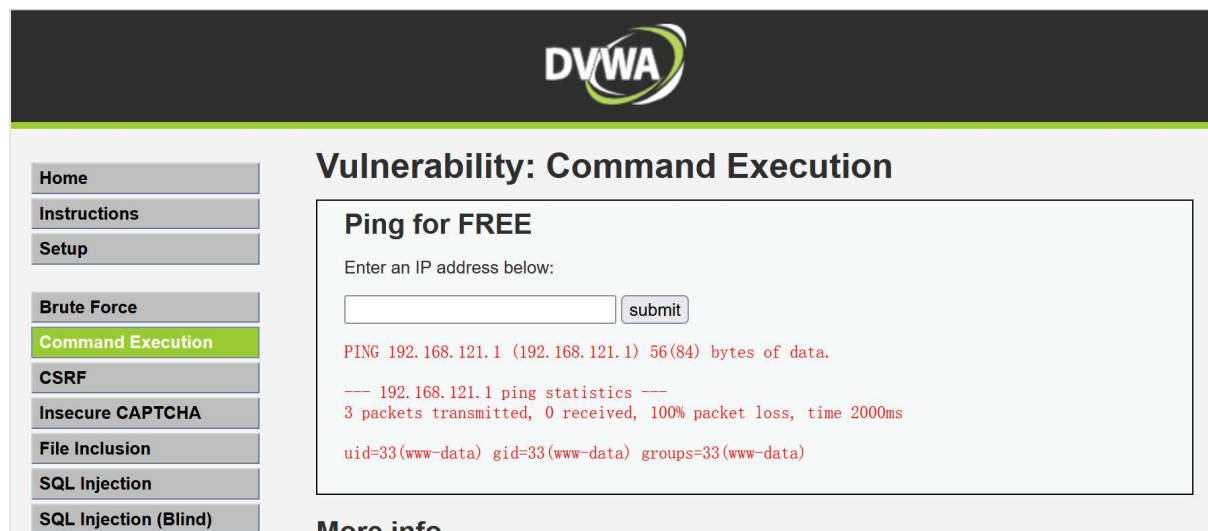 DVWA
Home
Instructions
Setup
Brute Force
Command Execution
CSRF
Insecure CAPTCHA
File Inclusion
SQL Injection
SQL Injection (Blind)
Vulnerability: Command Execution
Ping for FREE
Enter an IP address below:
submit
PING 192.168.121.1 (192.168.121.1) 56(84) bytes of data.
--- 192.168.121.1 ping statistics ---
3 packets transmitted, 0 received, 100% packet loss, time 2000ms
uid=33(www-data) gid=33(www-data) groups=33(www-data)
More info